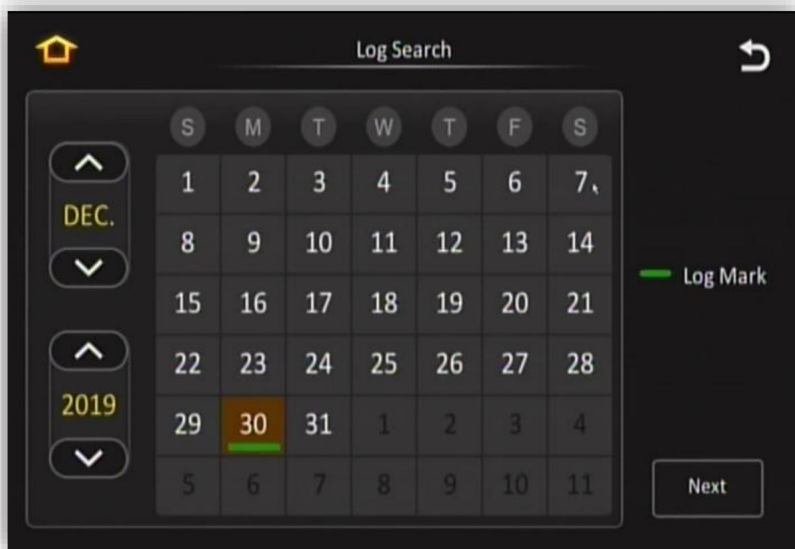 Log Search
S M T W T F S
1 2 3 4 5 6 7
DEC.
8 9 10 11 12 13 14
Log Mark
15 16 17 18 19 20 21
22 23 24 25 26 27 28
2019
29 30 31 1 2 3 4
5 6 7 8 9 10 11
Next